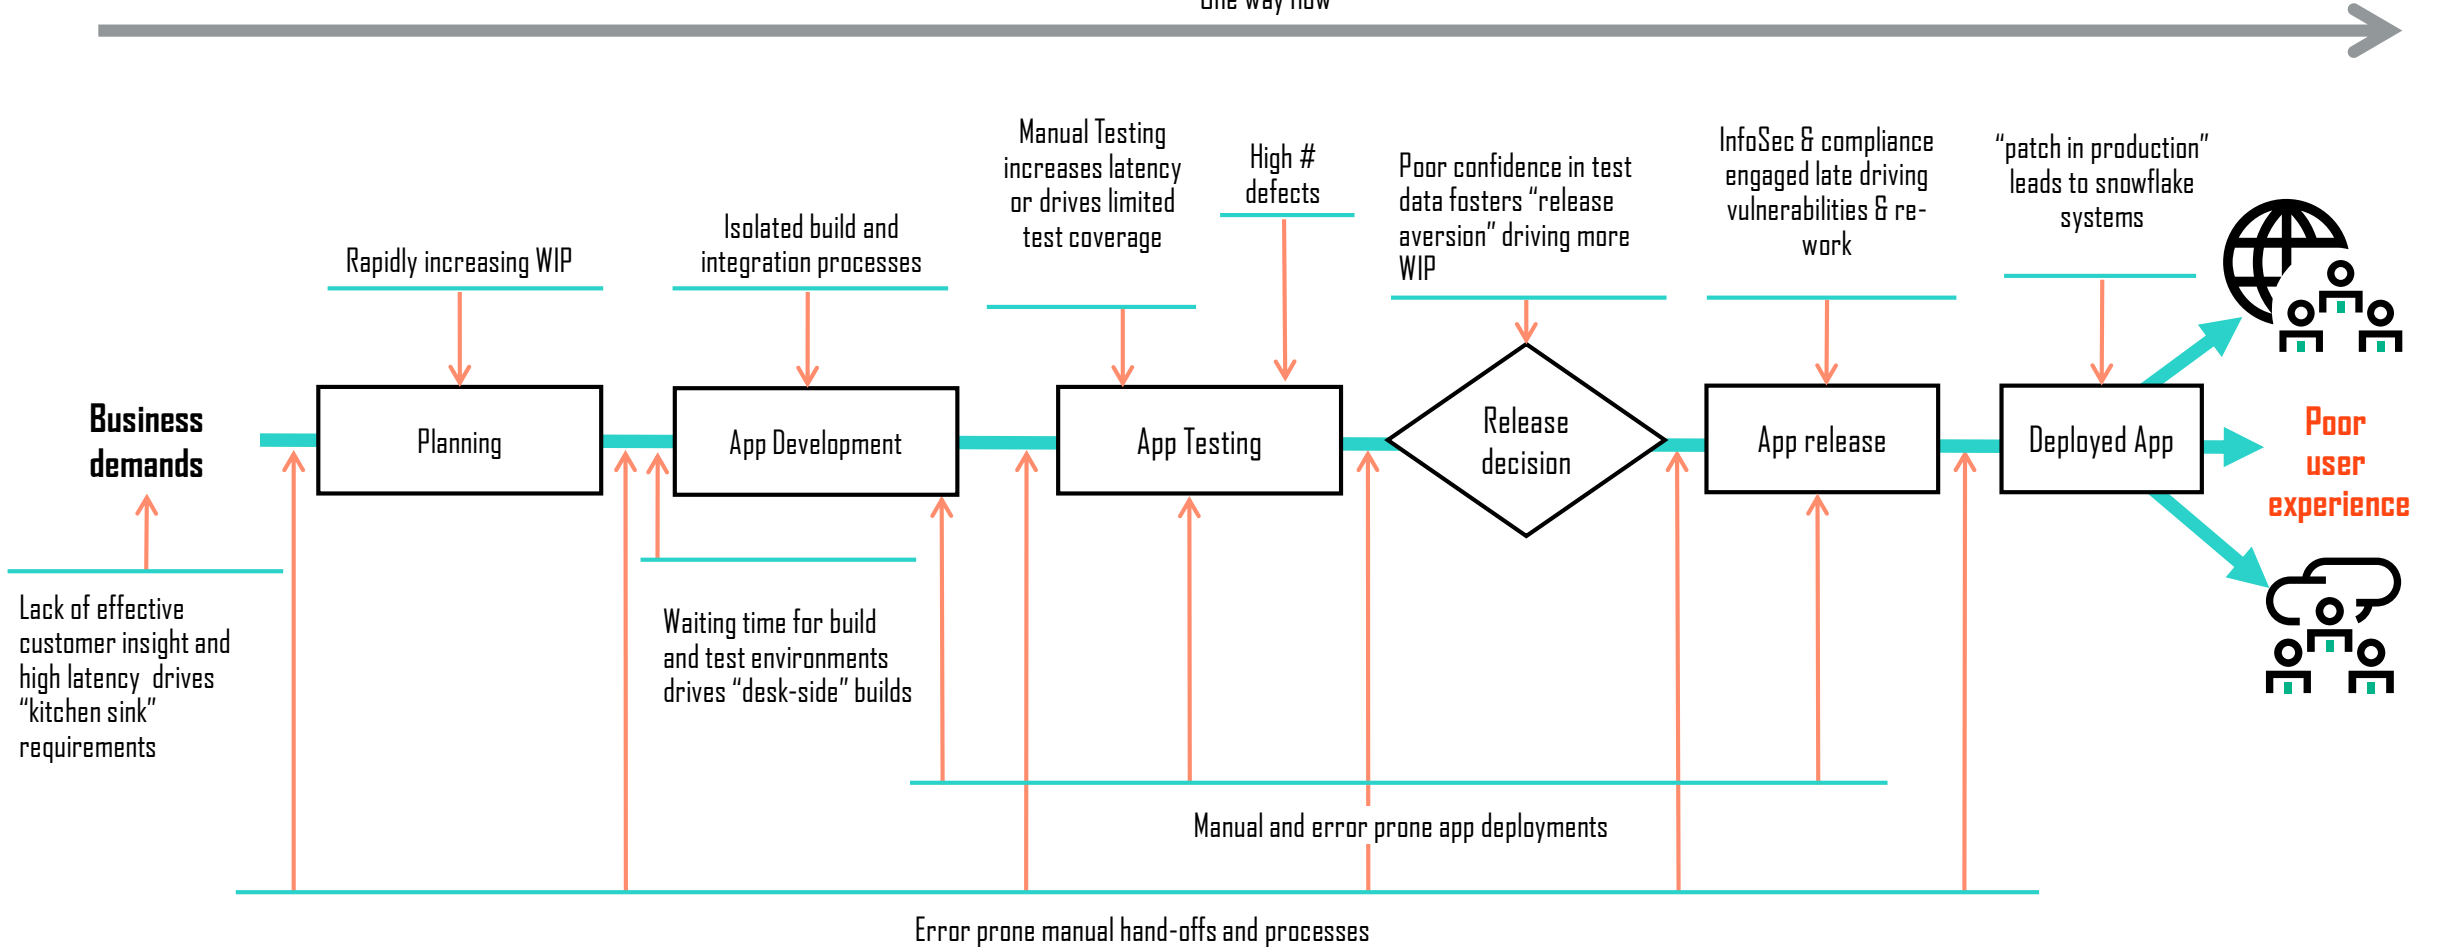 One way flow
Manual Testing
increases latency
or drives limited
test coverage
High #
defects
Poor confidence in test
data fosters “release
aversion” driving more
WIP
InfoSec & compliance
engaged late driving
vulnerabilities & re-
work
“patch in production”
leads to snowflake
systems
Rapidly increasing WIP
Isolated build and
integration processes
Business
demands
Planning
App Development
App Testing
Release
decision
App release
Deployed App
Poor
user
experience
Lack of effective
customer insight and
high latency drives
“kitchen sink”
requirements
Waiting time for build
and test environments
drives “desk-side” builds
Manual and error prone app deployments
Error prone manual hand-offs and processes